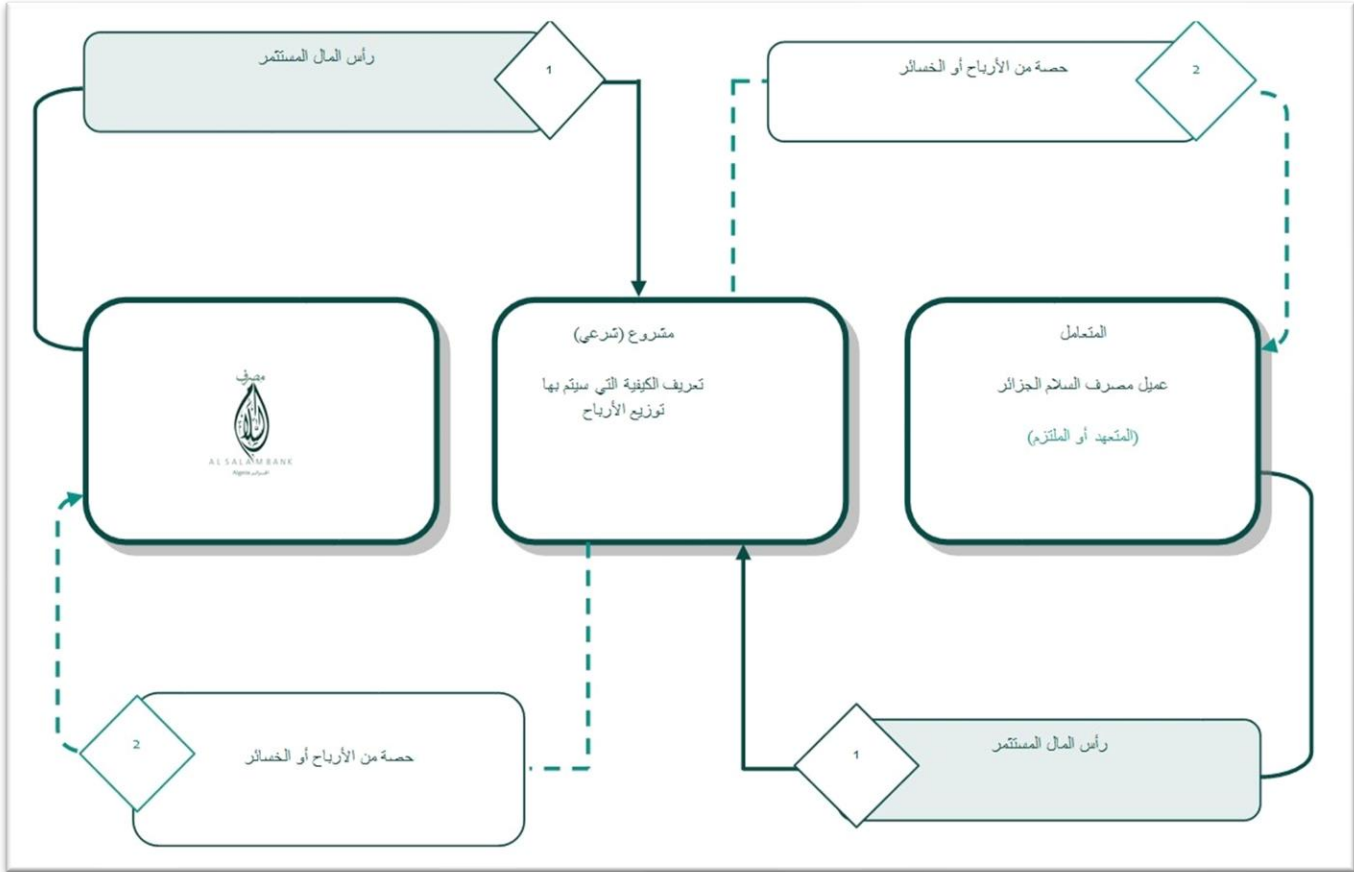 حصة من الأرباح أو الخسائر
2
رأس المال المستثمر
1
المتعامل
عميل مصرف السلام الجزائر
(المتعهد أو الملتزم)
مشروع (شرعي)
تعريف الكيفية التي سيتم بها
توزيع الأرباح
مصرف
السلام
AL SALAM BANK
Algeria الجزائر
رأس المال المستثمر
1
حصة من الأرباح أو الخسائر
2